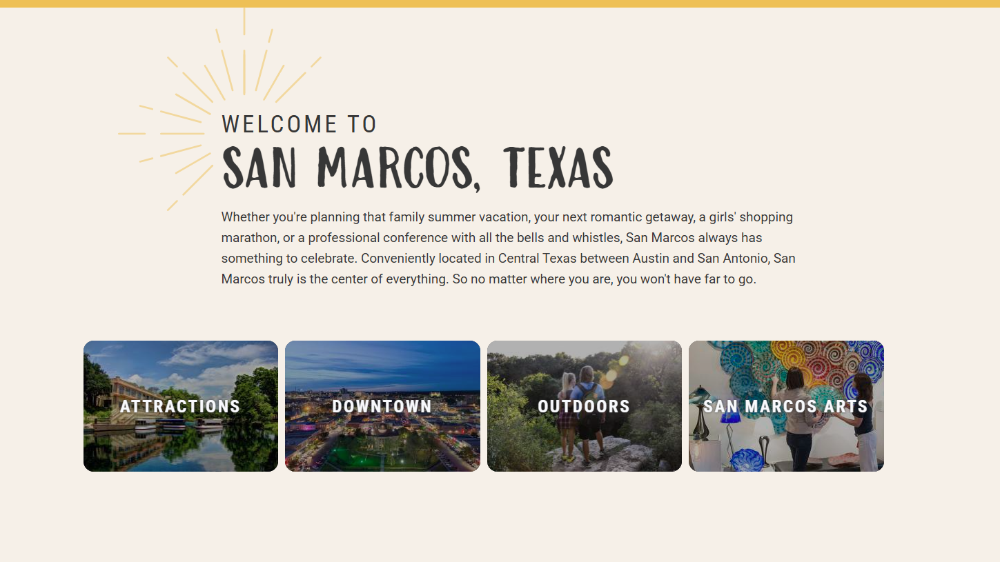 WELCOME TO
SAN MARCOS, TEXAS
Whether you're planning that family summer vacation, your next romantic getaway, a girls' shopping
marathon, or a professional conference with all the bells and whistles, San Marcos always has
something to celebrate. Conveniently located in Central Texas between Austin and San Antonio, San
Marcos truly is the center of everything. So no matter where you are, you won't have far to go.
ATTRACTIONS
DOWNTOWN
OUTDOORS
SAN MARCOS ARTS